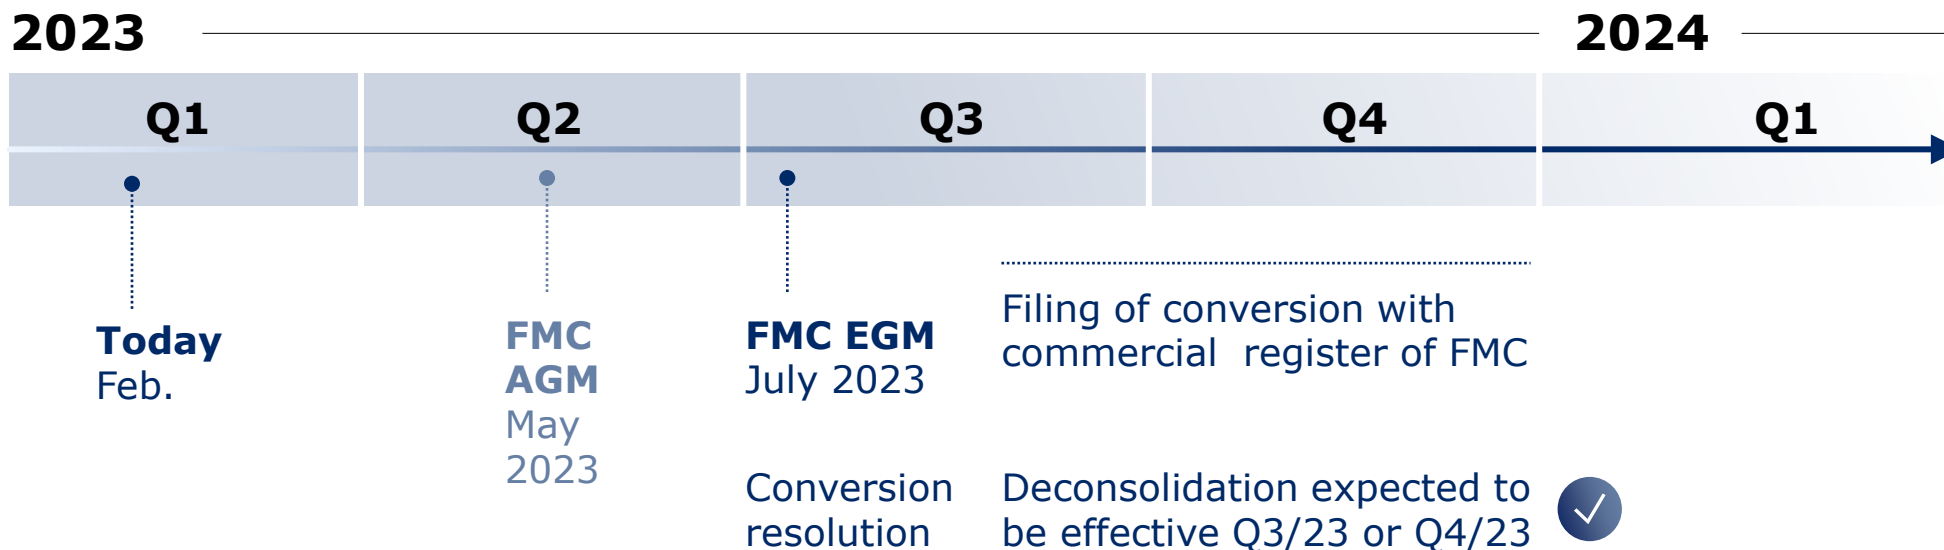 2023
2024
Q1
Q2
Q3
Q4
Q1
Today
Feb.
FMC
AGM
May
2023
FMC EGM
July 2023
Conversion
resolution
Filing of conversion with
commercial register of FMC
Deconsolidation expected to
be effective Q3/23 or Q4/23